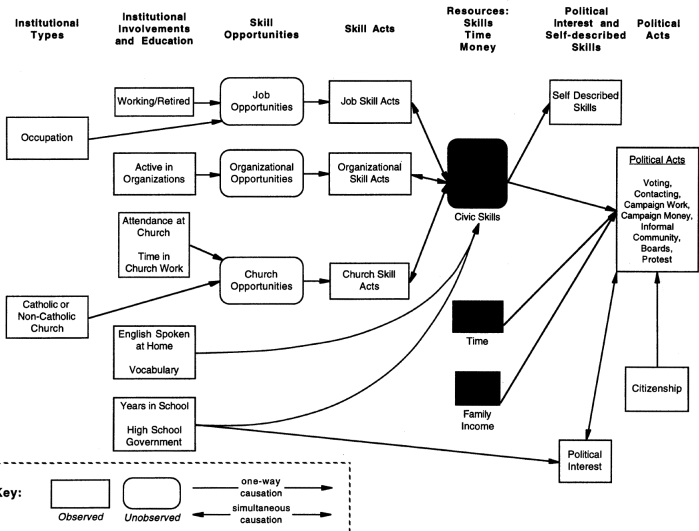 Institutional
Types
Institutional
Involvements
and Education
Skill
Opportunities
Skill Acts
Resources:
Skills
Time
Money
Political
Interest and
Self-described
Skills
Political
Acts
Occupation
Catholic or
Non-Catholic
Church
Working/Retired
Active in
Organizations
Attendance at
Church
Time in
Church Work
English Spoken
at Home
Vocabulary
Years in School
High School
Government
Job
Opportunities
Organizational
Opportunities
Church
Opportunities
Job Skill Acts
Organizational
Skill Acts
Church Skill
Acts
Civic Skills
Time
Family
Income
Self Described
Skills
Political
Interest
Political Acts
Voting,
Contacting,
Campaign Work,
Campaign Money,
Informal
Community,
Boards,
Protest
Citizenship
Key:
Observed
Unobserved
one-way
causation
simultaneous
causation